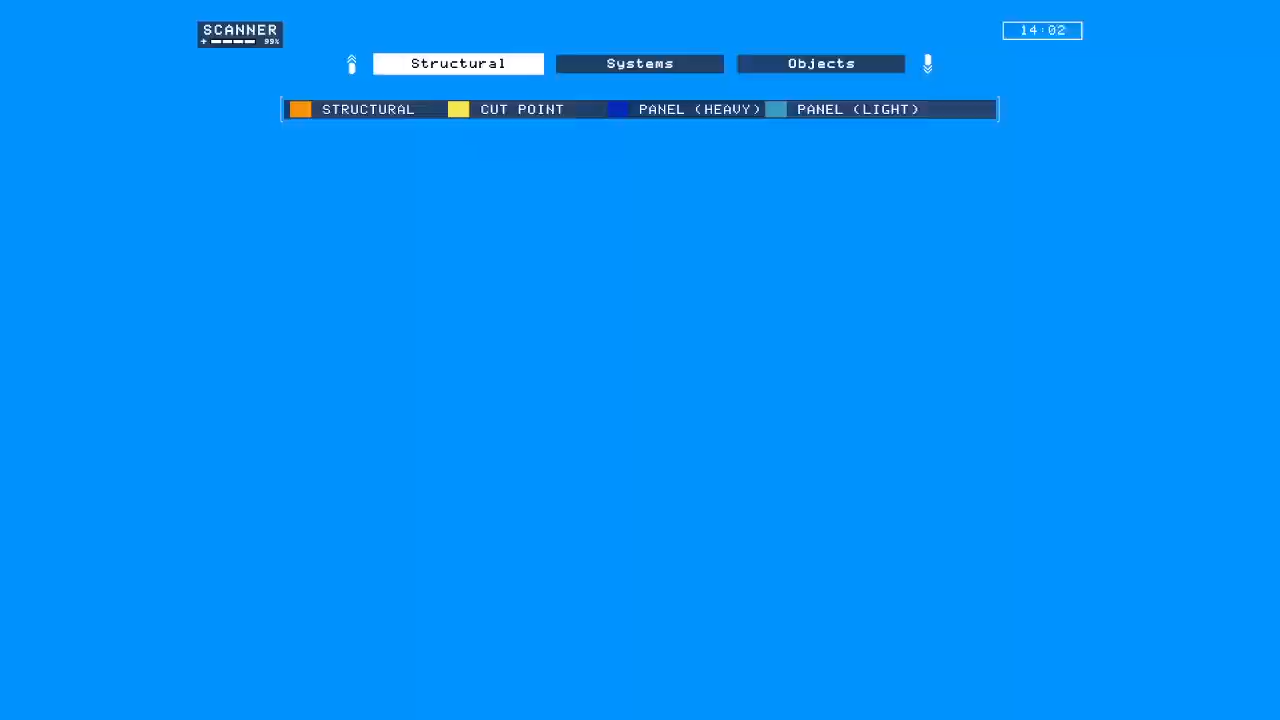 SCANNER
+ 99%
14:02
Structural Systems Objects
STRUCTURAL CUT POINT PANEL (HEAVY) PANEL (LIGHT)